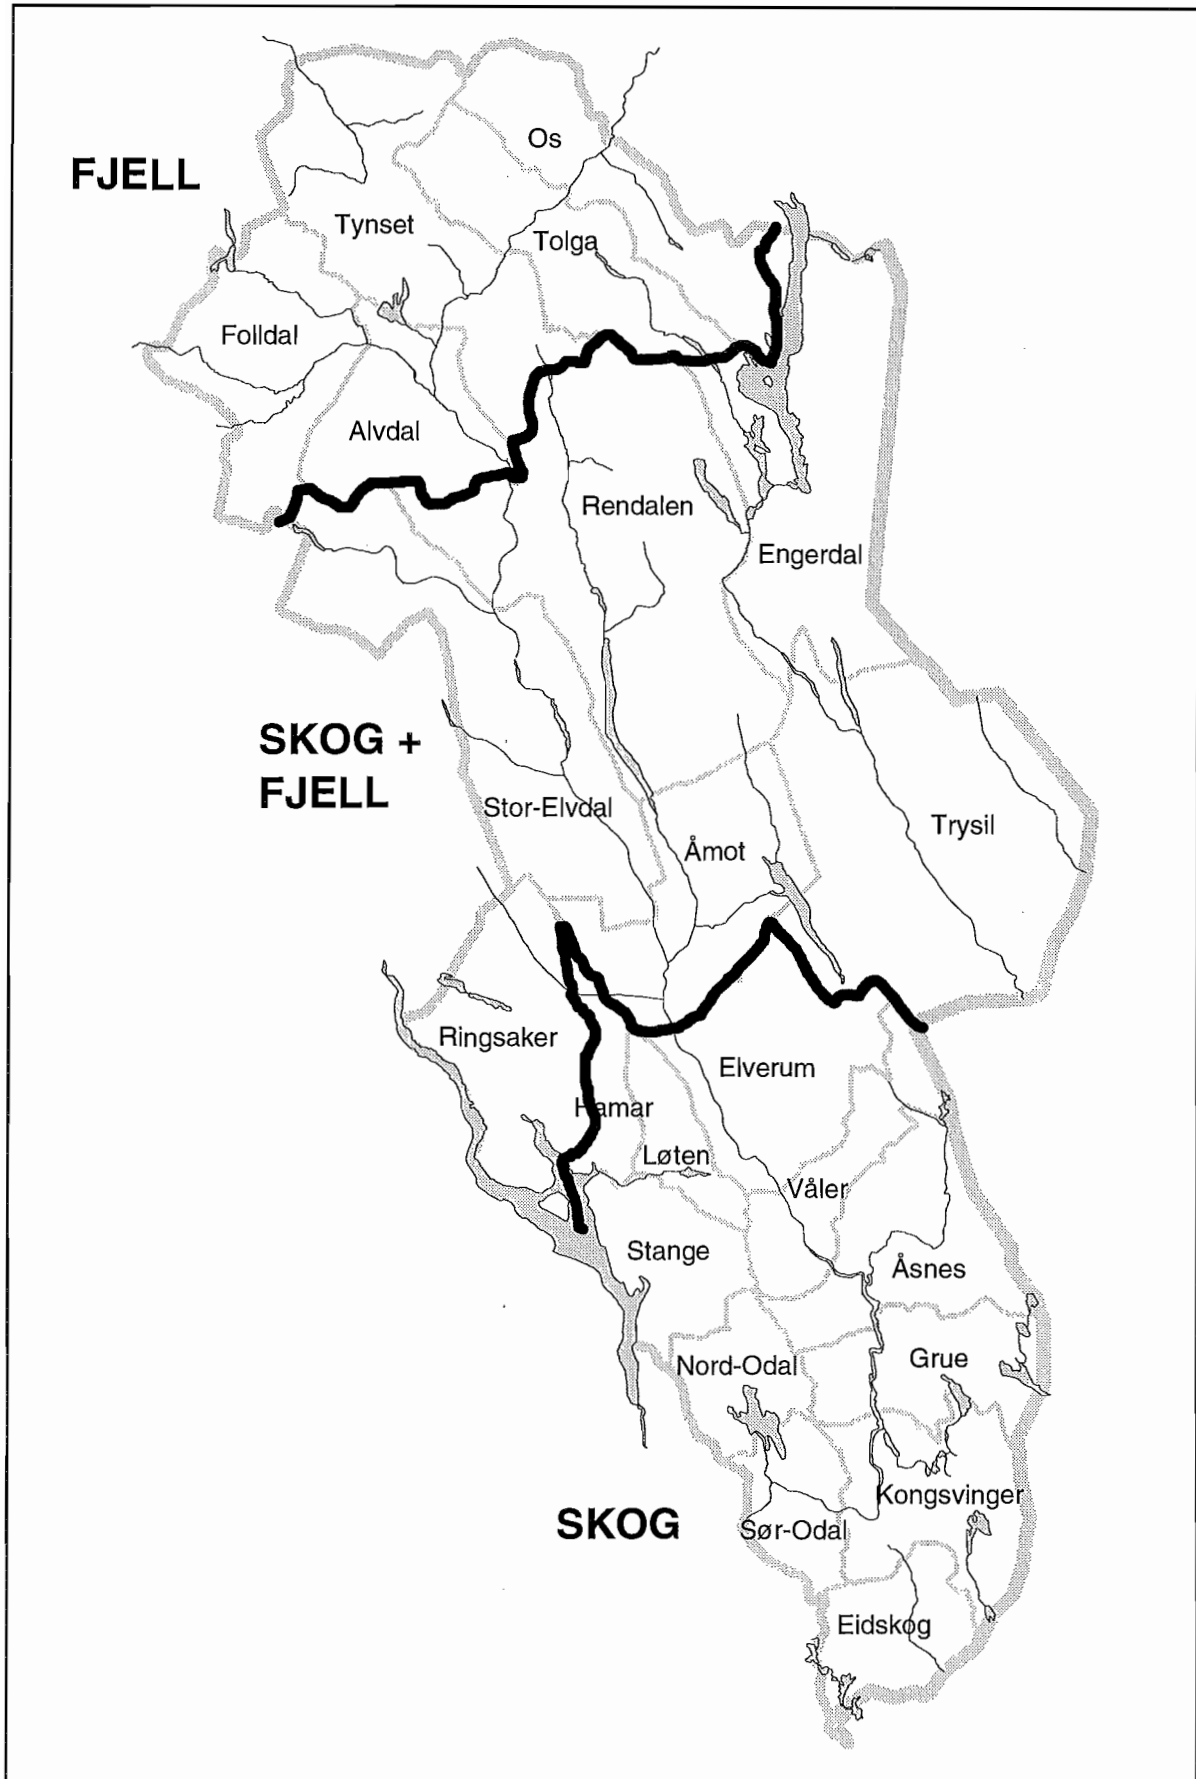 Os
FJELL
Tynset
Tolga
Folldal
Alvdal
Rendalen
Engerdal
SKOG +
FJELL
Stor-Elvdal
Trysil
Åmot
Ringsaker
Elverum
Hamar
Løten
Våler
Stange
Åsnes
Nord-Odal
Grue
Kongsvinger
SKOG
Sør-Odal
Eidskog